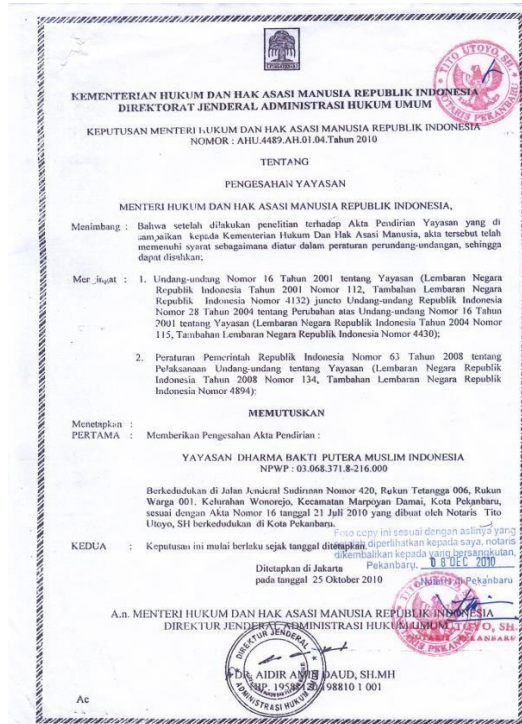 KEMENTERIAN HUKUM DAN HAK ASASI MANUSIA REPUBLIK INDONESIA
DIREKTORAT JENDERAL ADMINISTRASI HUKUM UMUM
KEPUTUSAN MENTERI HUKUM DAN HAK ASASI MANUSIA REPUBLIK INDONESIA
NOMOR : AHU.4489.AH.01.04.Tahun 2010
TENTANG
PENGESAHAN YAYASAN
MENTERI HUKUM DAN HAK ASASI MANUSIA REPUBLIK INDONESIA,
Menimbang : Bahwa setelah dilakukan penelitian terhadap Akta Pendirian Yayasan yang di
sampaikan kepada Kementerian Hukum Dan Hak Asasi Manusia, akta tersebut telah
memenuhi syarat sebagaimana diatur dalam peraturan perundang-undangan, sehingga
dapat disahkan;
Mengingat : 1. Undang-undang Nomor 16 Tahun 2001 tentang Yayasan (Lembaran Negara
Republik Indonesia Tahun 2001 Nomor 112, Tambahan Lembaran Negara
Republik Indonesia Nomor 4132) juncto Undang-undang Republik Indonesia
Nomor 28 Tahun 2004 tentang Perubahan atas Undang-undang Nomor 16 Tahun
2001 tentang Yayasan (Lembaran Negara Republik Indonesia Tahun 2004 Nomor
115, Tambahan Lembaran Negara Republik Indonesia Nomor 4430);
2. Peraturan Pemerintah Republik Indonesia Nomor 63 Tahun 2008 tentang
Pelaksanaan Undang-undang tentang Yayasan (Lembaran Negara Republik
Indonesia Tahun 2008 Nomor 134, Tambahan Lembaran Negara Republik
Indonesia Nomor 4894);
MEMUTUSKAN
Menetapkan :
PERTAMA : Memberikan Pengesahan Akta Pendirian :
YAYASAN DHARMA BAKTI PUTERA MUSLIM INDONESIA
NPWP : 03.068.371.8-216.000
Berkedudukan di Jalan Jenderal Sudirman Nomor 420, Rukun Tetangga 006, Rukun
Warga 001, Kelurahan Wonorejo, Kecamatan Marpoyan Damai, Kota Pekanbaru,
sesuai dengan Akta Nomor 16 tanggal 21 Juli 2010 yang dibuat oleh Notaris Tito
Utoyo, SH berkedudukan di Kota Pekanbaru.
Foto copy ini sesuai dengan aslinya yang
diperlihatkan kepada saya, notaris
KEDUA : Keputusan ini mulai berlaku sejak tanggal ditetapkan.
dikembalikan kepada yang bersangkutan,
Pekanbaru, 08 DEC 2010
Ditetapkan di Jakarta
pada tanggal 25 Oktober 2010
Notaris di Pekanbaru
A.n. MENTERI HUKUM DAN HAK ASASI MANUSIA REPUBLIK INDONESIA
DIREKTUR JENDERAL ADMINISTRASI HUKUM UMUM
TITO UTOYO, SH.
NOTARIS PEKANBARU
DIREKTUR JENDERAL
ADMINISTRASI HUKUM UMUM
DR. AIDIR AMIN DAUD, SH.MH
Ac